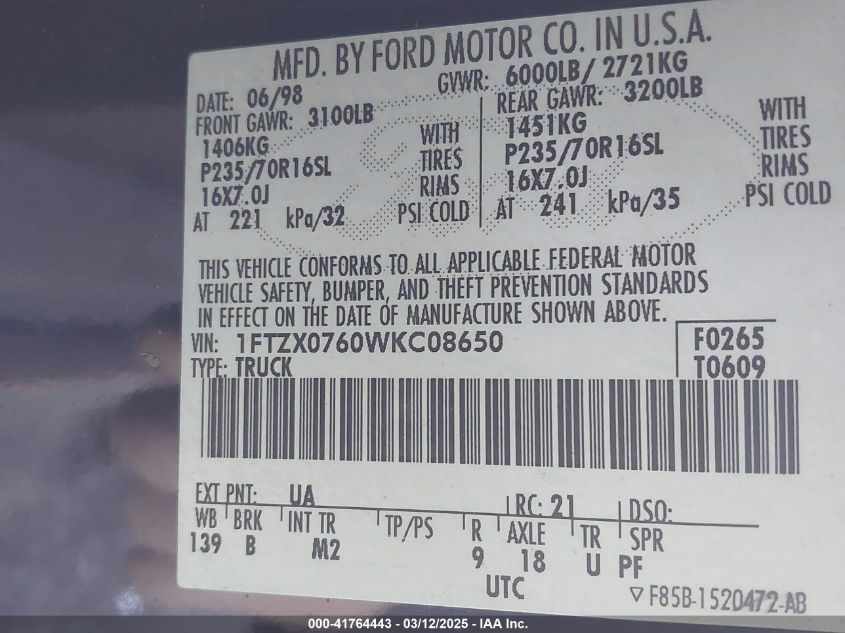 MFD. BY FORD MOTOR CO. IN U.S.A.
DATE: 06/98 GVWR: 6000LB/ 2721KG
FRONT GAWR: 3100LB REAR GAWR: 3200LB
1406KG WITH 1451KG WITH
P235/70R16SL TIRES P235/70R16SL TIRES
16X7.0J RIMS 16X7.0J RIMS
AT 221 kPa/32 PSI COLD AT 241 kPa/35 PSI COLD
THIS VEHICLE CONFORMS TO ALL APPLICABLE FEDERAL MOTOR
VEHICLE SAFETY, BUMPER, AND THEFT PREVENTION STANDARDS
IN EFFECT ON THE DATE OF MANUFACTURE SHOWN ABOVE.
VIN: 1FTZX0760WKC08650 F0265
TYPE: TRUCK T0609
EXT PNT: UA RC: 21 DSO:
WB BRK INT TR TP/PS R AXLE TR SPR
139 B M2 9 18 U PF
UTC
▽ F85B-1520472-AB
000-41764443 - 03/12/2025 - IAA Inc.